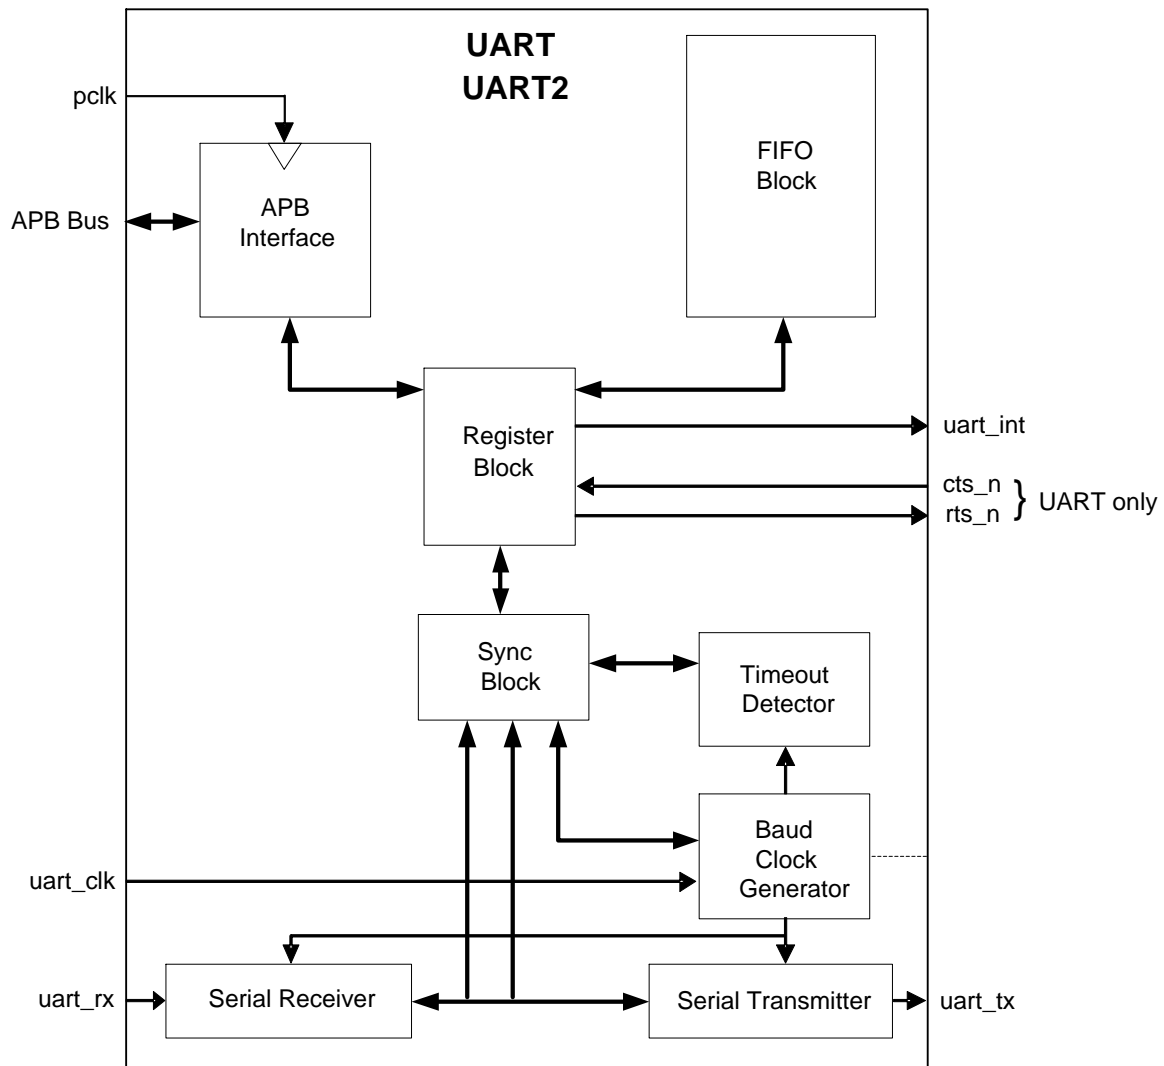 UART
UART2
pclk
FIFO
Block
APB Bus
APB
Interface
Register
Block
uart_int
cts_n
rts_n
} UART only
Sync
Block
Timeout
Detector
Baud
Clock
Generator
uart_clk
uart_rx
Serial Receiver
Serial Transmitter
uart_tx